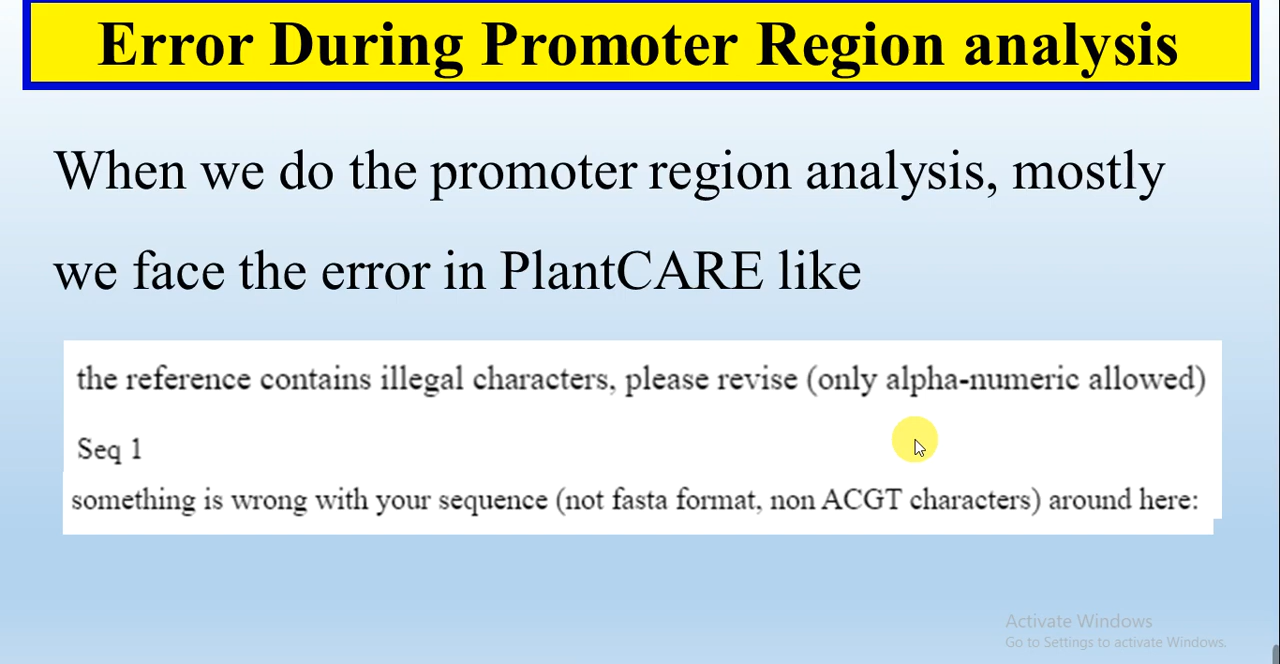 Error During Promoter Region analysis
When we do the promoter region analysis, mostly
we face the error in PlantCARE like
the reference contains illegal characters, please revise (only alpha-numeric allowed)
Seq 1
something is wrong with your sequence (not fasta format, non ACGT characters) around here:
Activate Windows
Go to Settings to activate Windows.